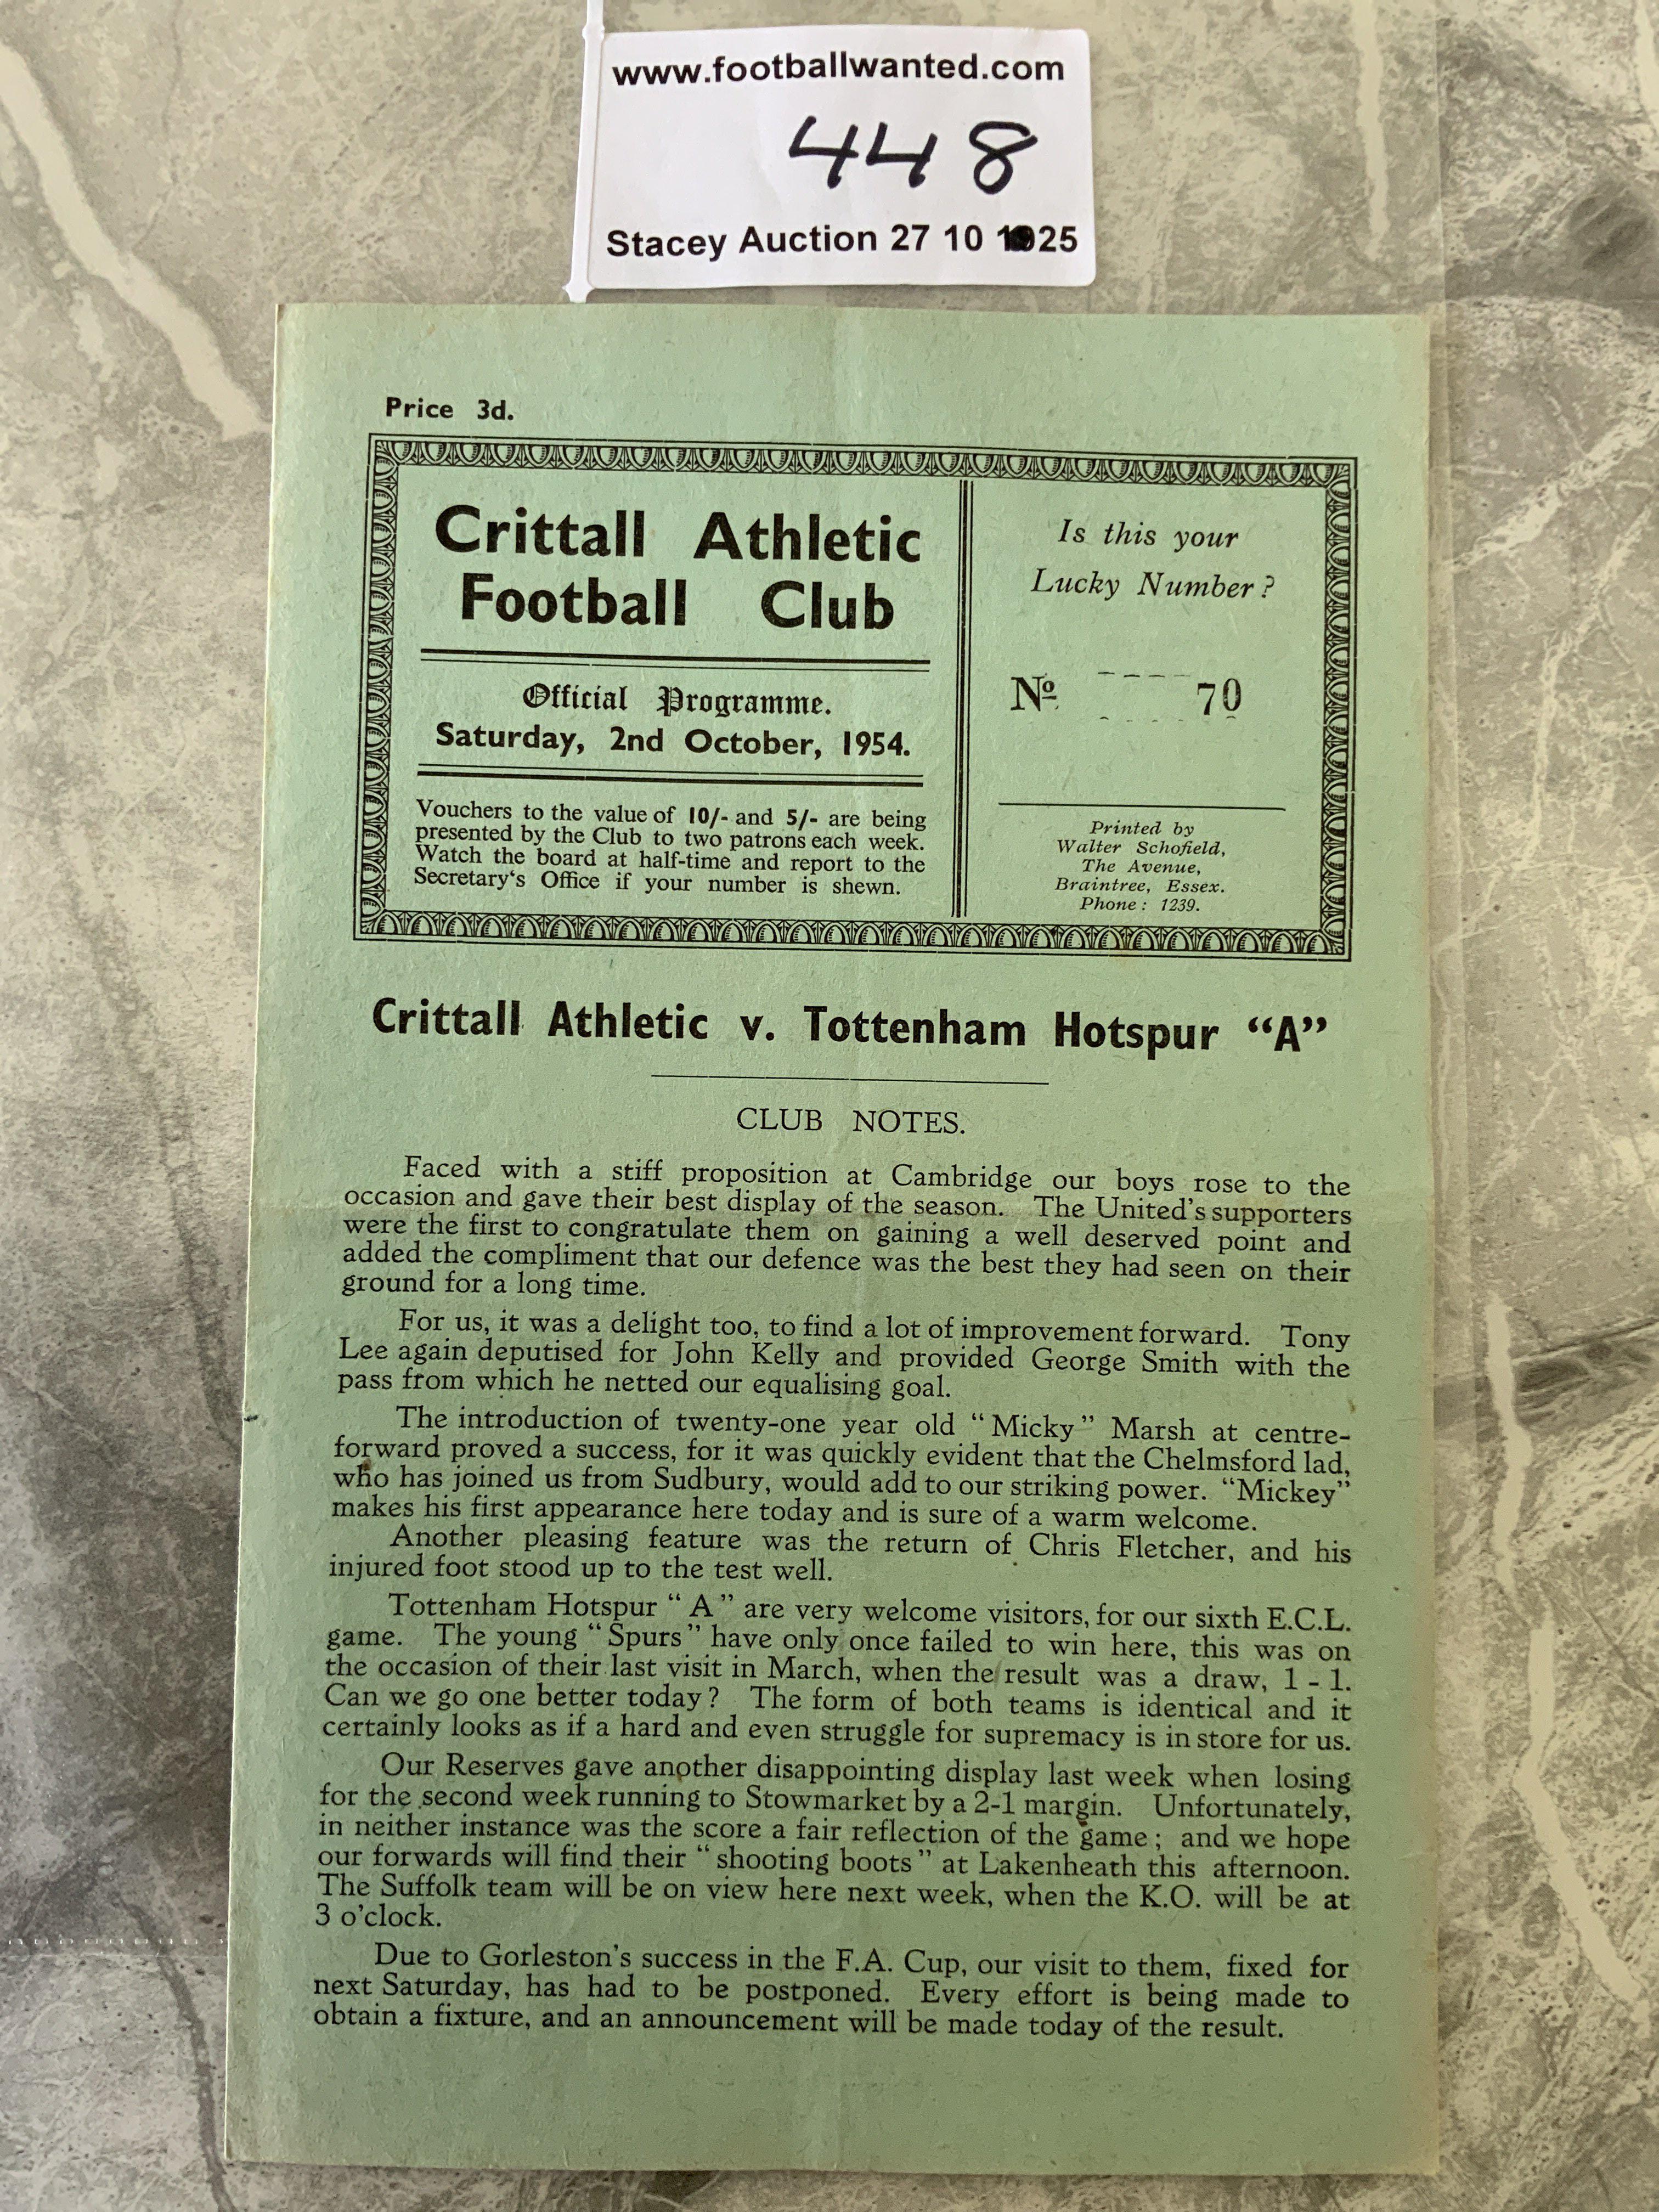 www.footballwanted.com
448
Stacey Auction 27 10 1925
Price 3d.
Crittall Athletic
Football Club
Official Programme.
Saturday, 2nd October, 1954.
Vouchers to the value of 10/- and 5/- are being
presented by the Club to two patrons each week.
Watch the board at half-time and report to the
Secretary's Office if your number is shewn.
Is this your
Lucky Number?
No 70
Printed by
Walter Schofield,
The Avenue,
Braintree, Essex.
Phone: 1239.
Crittall Athletic v. Tottenham Hotspur "A"
CLUB NOTES.
Faced with a stiff proposition at Cambridge our boys rose to the
occasion and gave their best display of the season. The United's supporters
were the first to congratulate them on gaining a well deserved point and
added the compliment that our defence was the best they had seen on their
ground for a long time.
For us, it was a delight too, to find a lot of improvement forward. Tony
Lee again deputised for John Kelly and provided George Smith with the
pass from which he netted our equalising goal.
The introduction of twenty-one year old "Micky" Marsh at centre-
forward proved a success, for it was quickly evident that the Chelmsford lad,
who has joined us from Sudbury, would add to our striking power. "Mickey"
makes his first appearance here today and is sure of a warm welcome.
Another pleasing feature was the return of Chris Fletcher, and his
injured foot stood up to the test well.
Tottenham Hotspur "A" are very welcome visitors, for our sixth E.C.L.
game. The young "Spurs" have only once failed to win here, this was on
the occasion of their last visit in March, when the result was a draw, 1 - 1.
Can we go one better today? The form of both teams is identical and it
certainly looks as if a hard and even struggle for supremacy is in store for us.
Our Reserves gave another disappointing display last week when losing
for the second week running to Stowmarket by a 2-1 margin. Unfortunately,
in neither instance was the score a fair reflection of the game; and we hope
our forwards will find their "shooting boots" at Lakenheath this afternoon.
The Suffolk team will be on view here next week, when the K.O. will be at
3 o'clock.
Due to Gorleston's success in the F.A. Cup, our visit to them, fixed for
next Saturday, has had to be postponed. Every effort is being made to
obtain a fixture, and an announcement will be made today of the result.